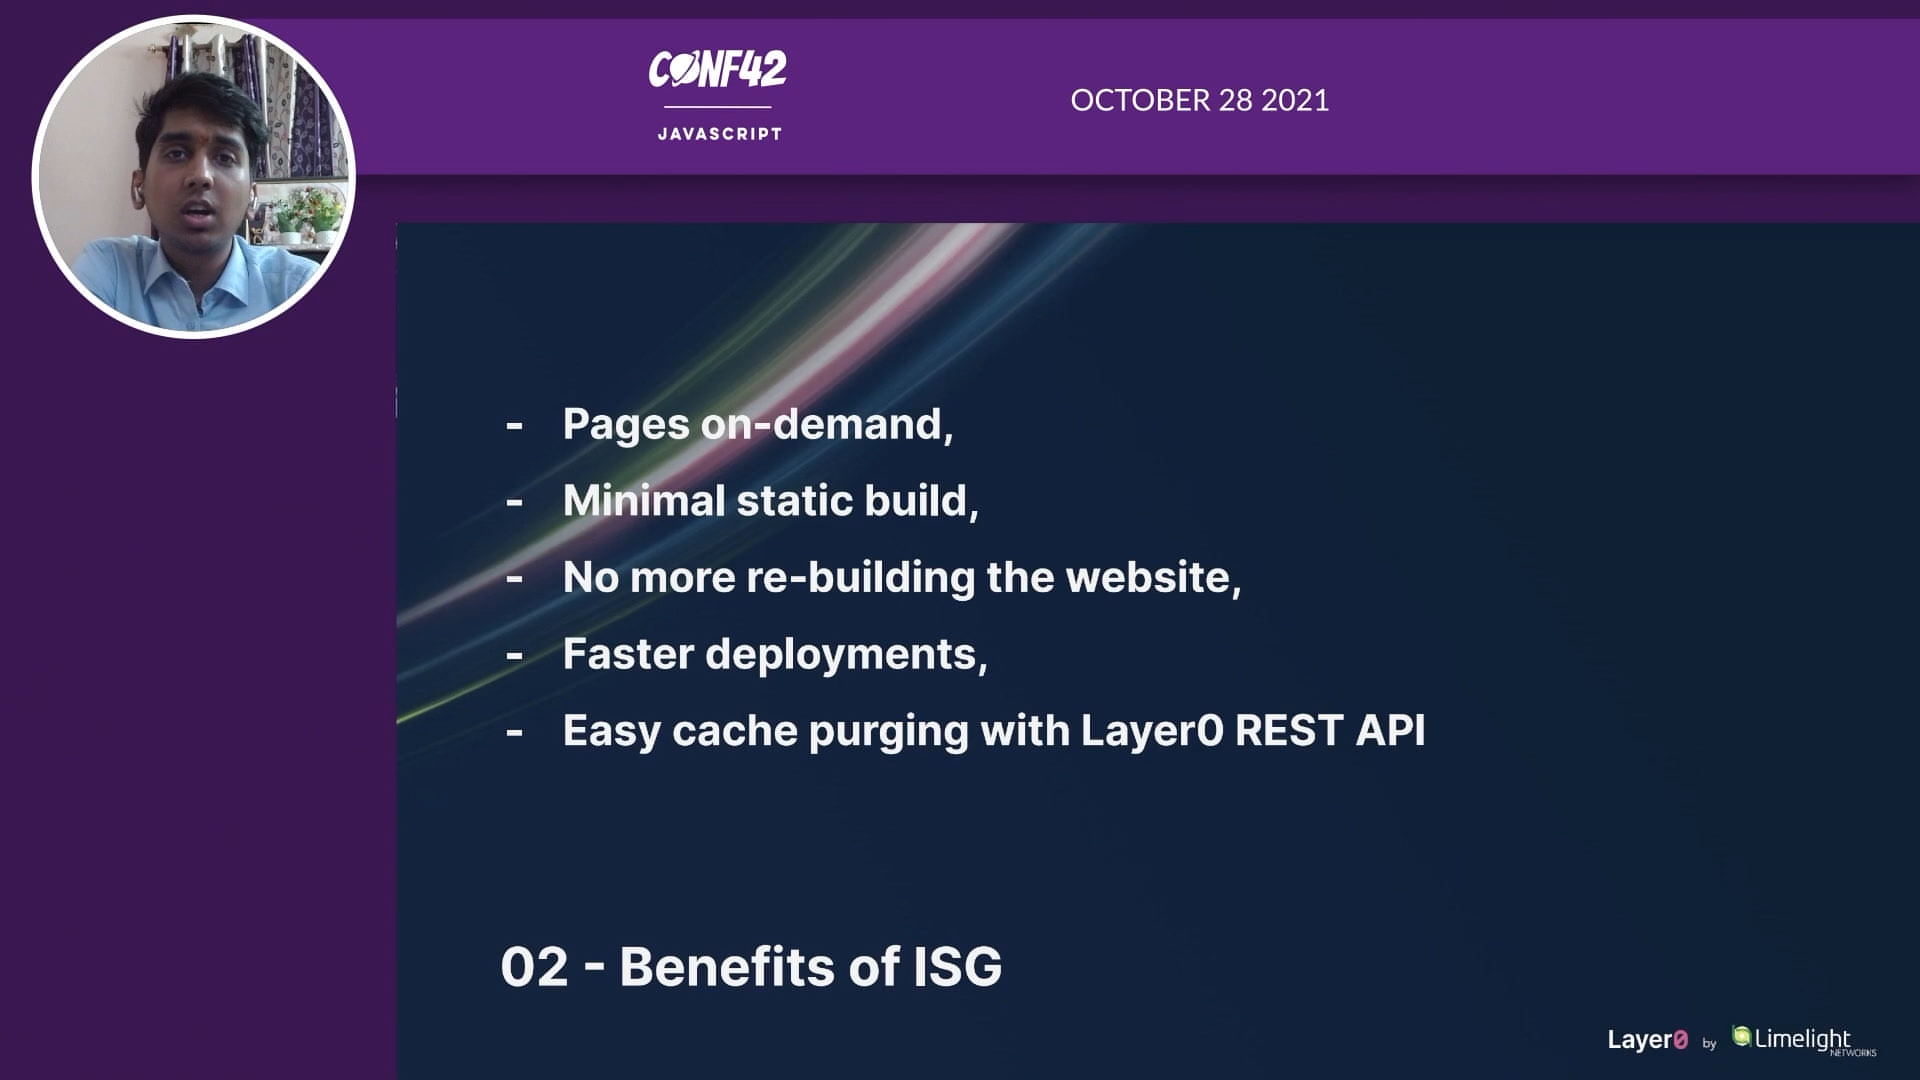 CONF42
JAVASCRIPT
OCTOBER 28 2021
- Pages on-demand,
- Minimal static build,
- No more re-building the website,
- Faster deployments,
- Easy cache purging with Layer0 REST API
02 - Benefits of ISG
Layer0 by Limelight NETWORKS